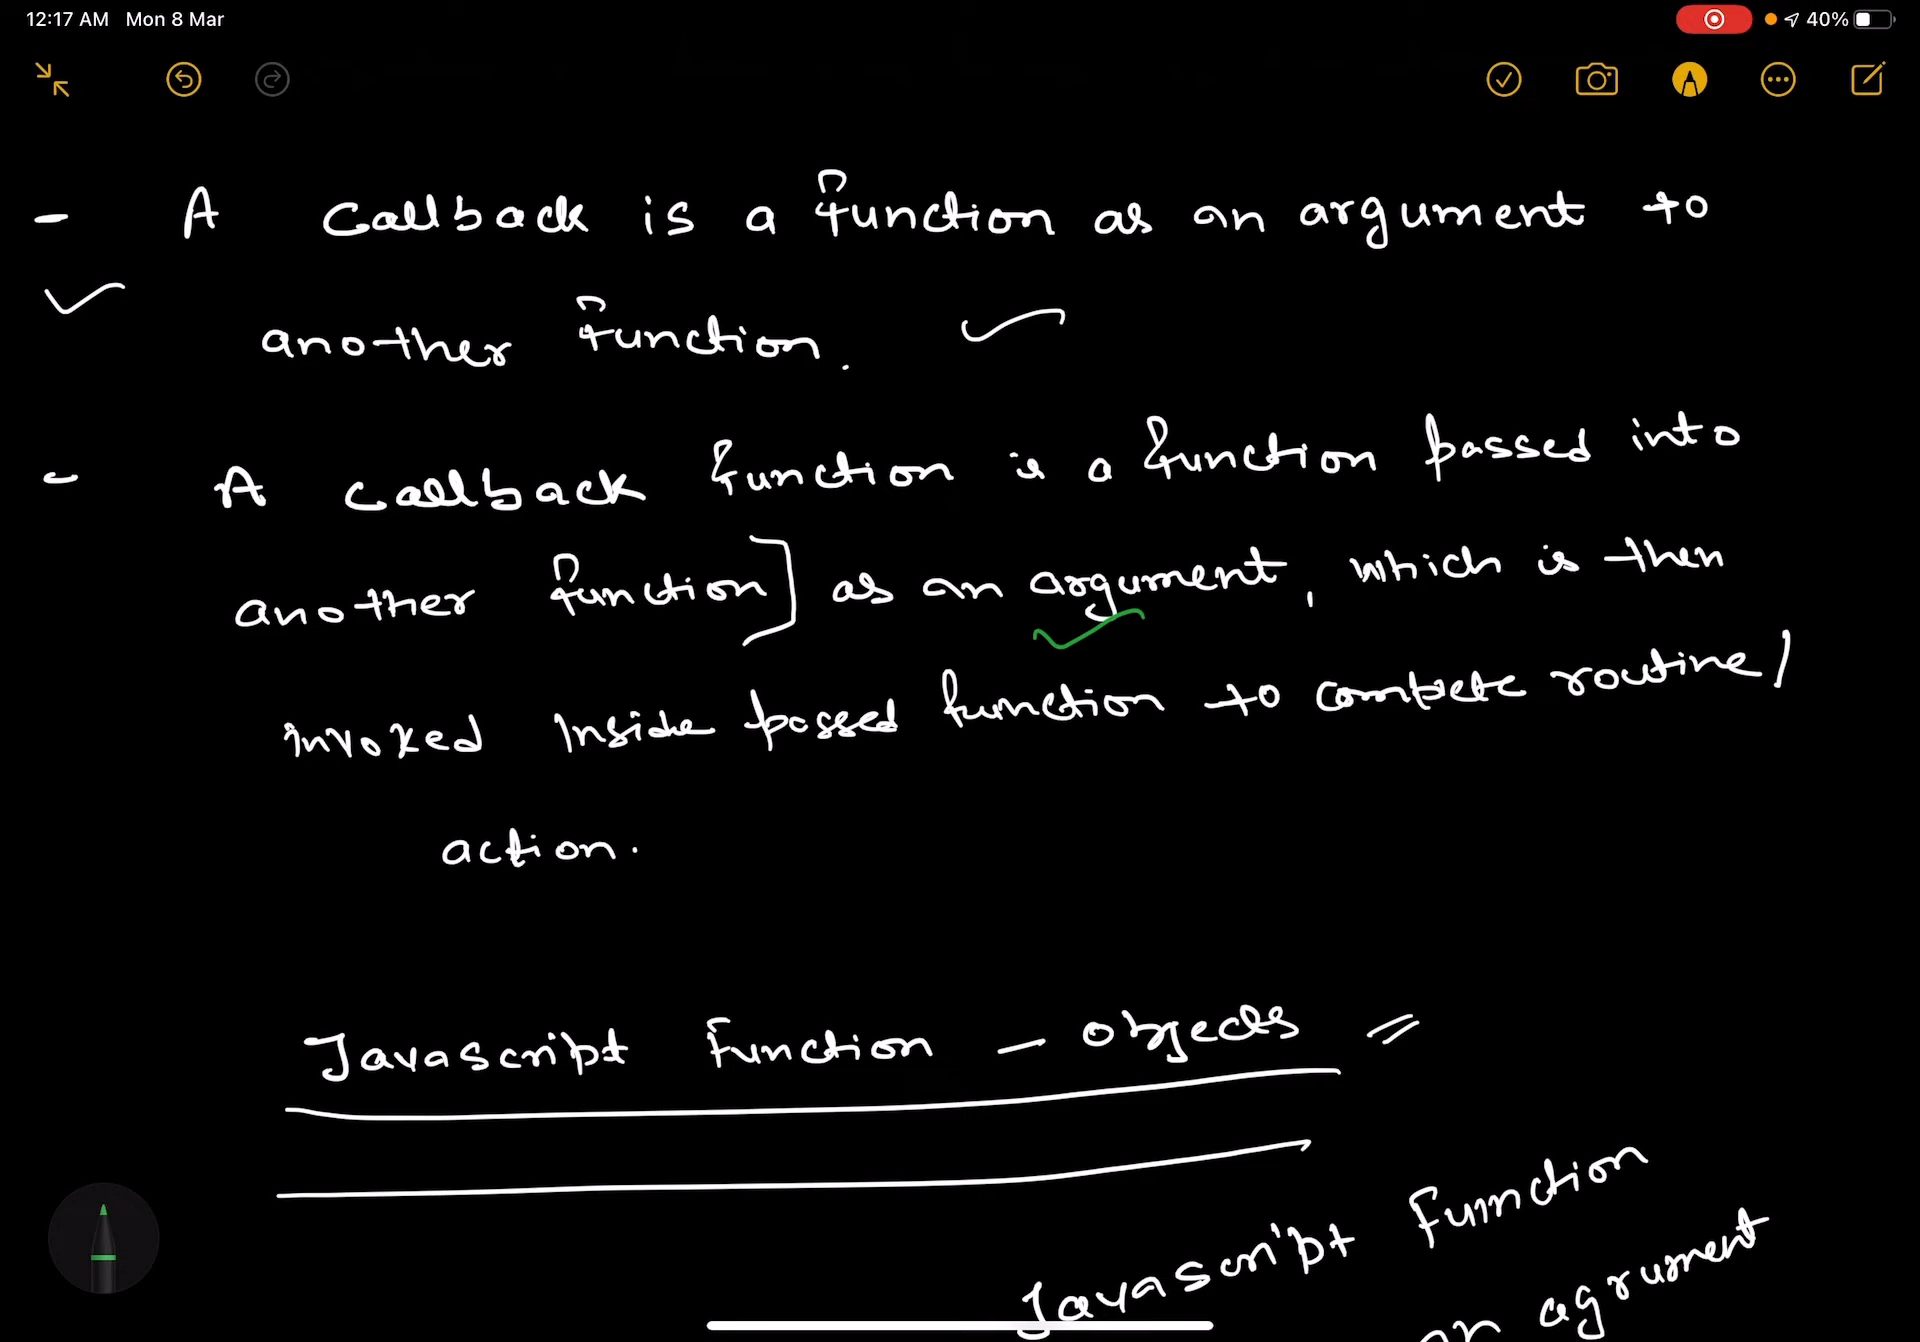 12:17 AM Mon 8 Mar 40%
- A Callback is a function as an argument to
another function.
- A callback function is a function passed into
another function] as an argument, which is then
invoked Inside passed function to complete routine/
action.
Javascript Function - objects =
Javascript Function
an agrument